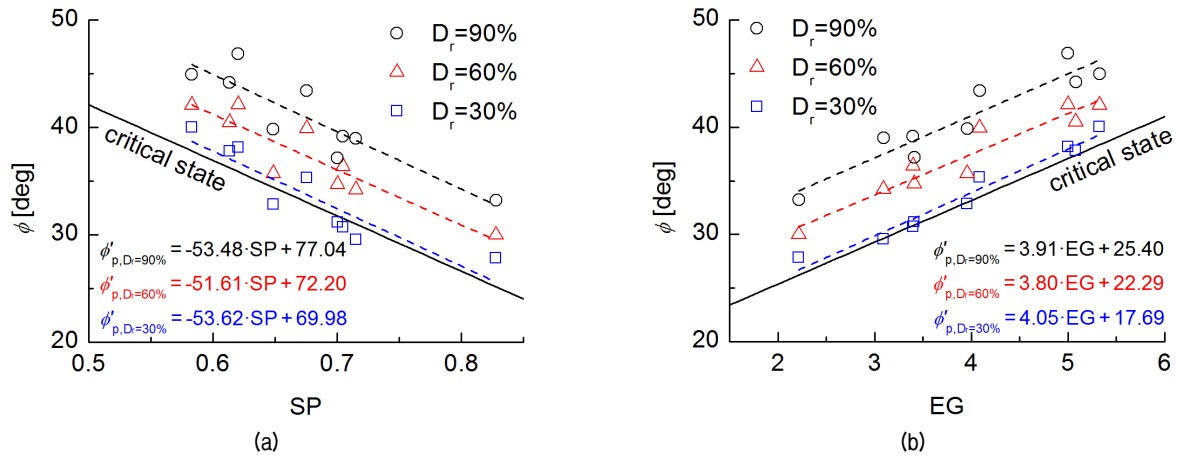 (a)
50
40
30
20
ϕ [deg]
D_r=90%
D_r=60%
D_r=30%
critical state
ϕ′_p,Dr=90% = -53.48·SP + 77.04
ϕ′_p,Dr=60% = -51.61·SP + 72.20
ϕ′_p,Dr=30% = -53.62·SP + 69.98
0.5 0.6 0.7 0.8
SP
(a)
50
40
30
20
ϕ [deg]
D_r=90%
D_r=60%
D_r=30%
critical state
ϕ′_p,Dr=90% = 3.91·EG + 25.40
ϕ′_p,Dr=60% = 3.80·EG + 22.29
ϕ′_p,Dr=30% = 4.05·EG + 17.69
2 3 4 5 6
EG
(b)